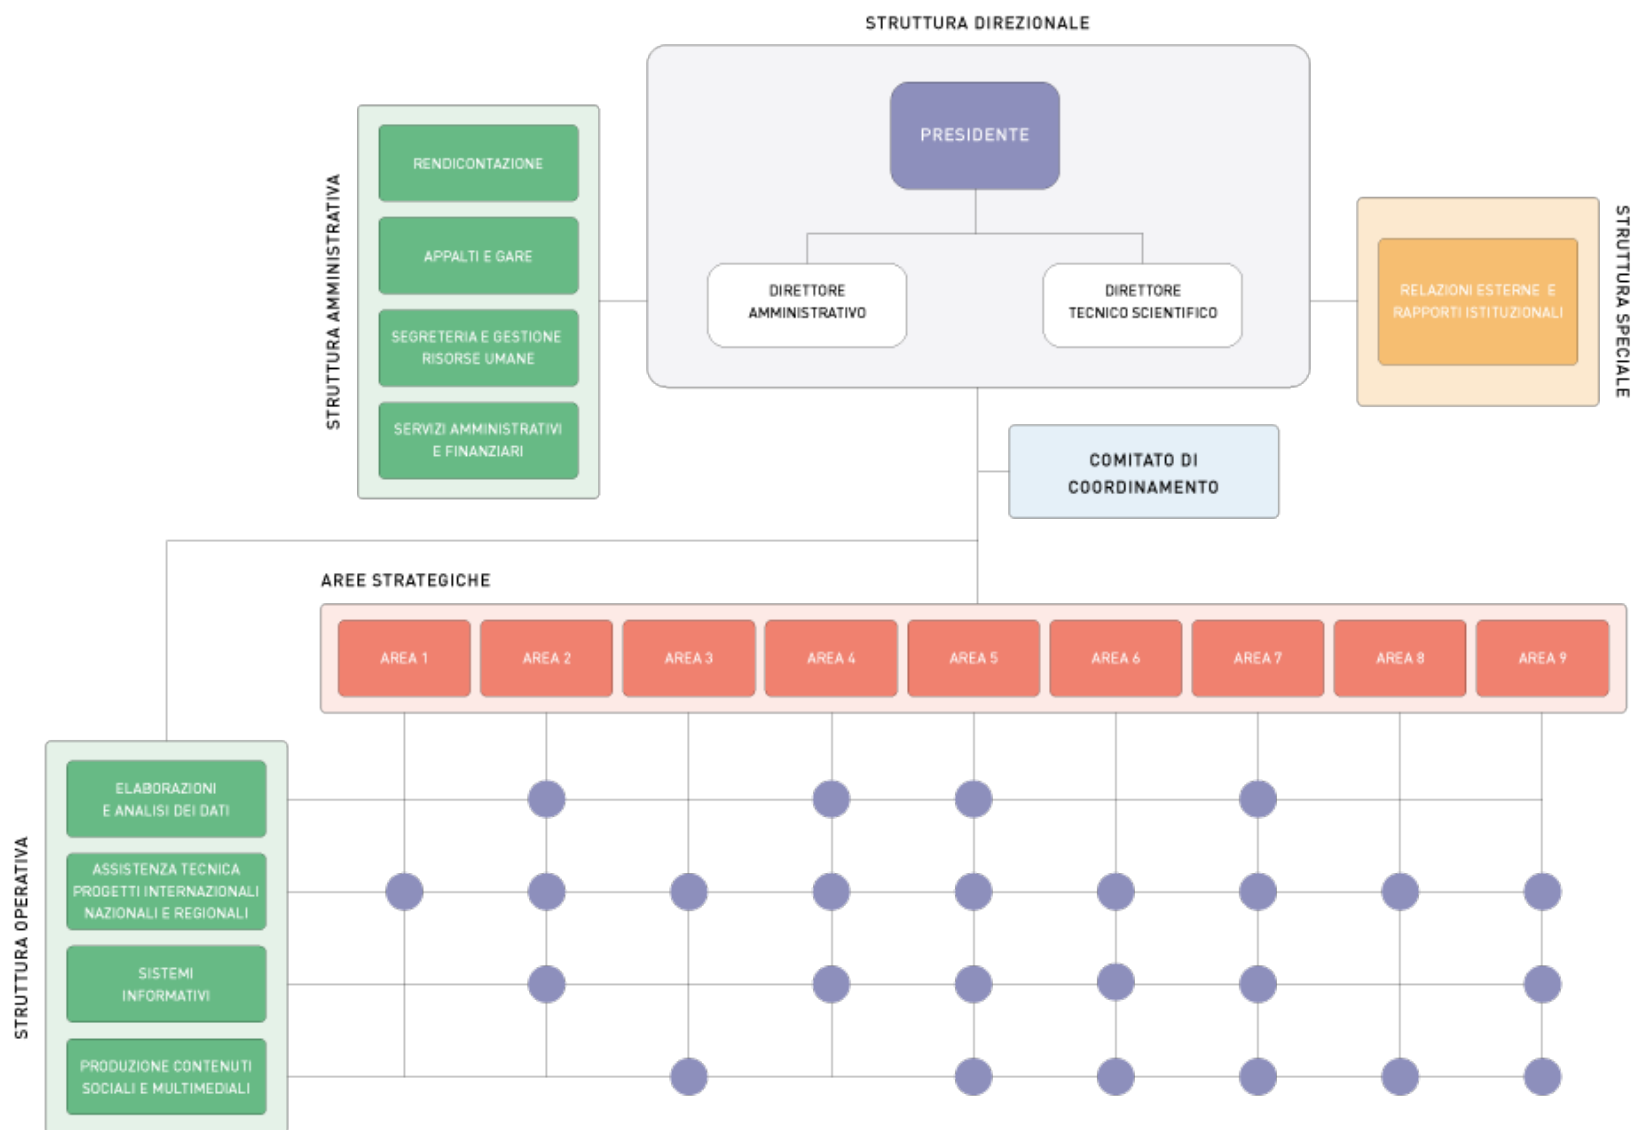 STRUTTURA DIREZIONALE
PRESIDENTE
DIRETTORE
AMMINISTRATIVO
DIRETTORE
TECNICO SCIENTIFICO
STRUTTURA AMMINISTRATIVA
RENDICONTAZIONE
APPALTI E GARE
SEGRETERIA E GESTIONE
RISORSE UMANE
SERVIZI AMMINISTRATIVI
E FINANZIARI
STRUTTURA SPECIALE
RELAZIONI ESTERNE E
RAPPORTI ISTITUZIONALI
COMITATO DI
COORDINAMENTO
AREE STRATEGICHE
AREA 1
AREA 2
AREA 3
AREA 4
AREA 5
AREA 6
AREA 7
AREA 8
AREA 9
STRUTTURA OPERATIVA
ELABORAZIONI
E ANALISI DEI DATI
ASSISTENZA TECNICA
PROGETTI INTERNAZIONALI
NAZIONALI E REGIONALI
SISTEMI
INFORMATIVI
PRODUZIONE CONTENUTI
SOCIALI E MULTIMEDIALI